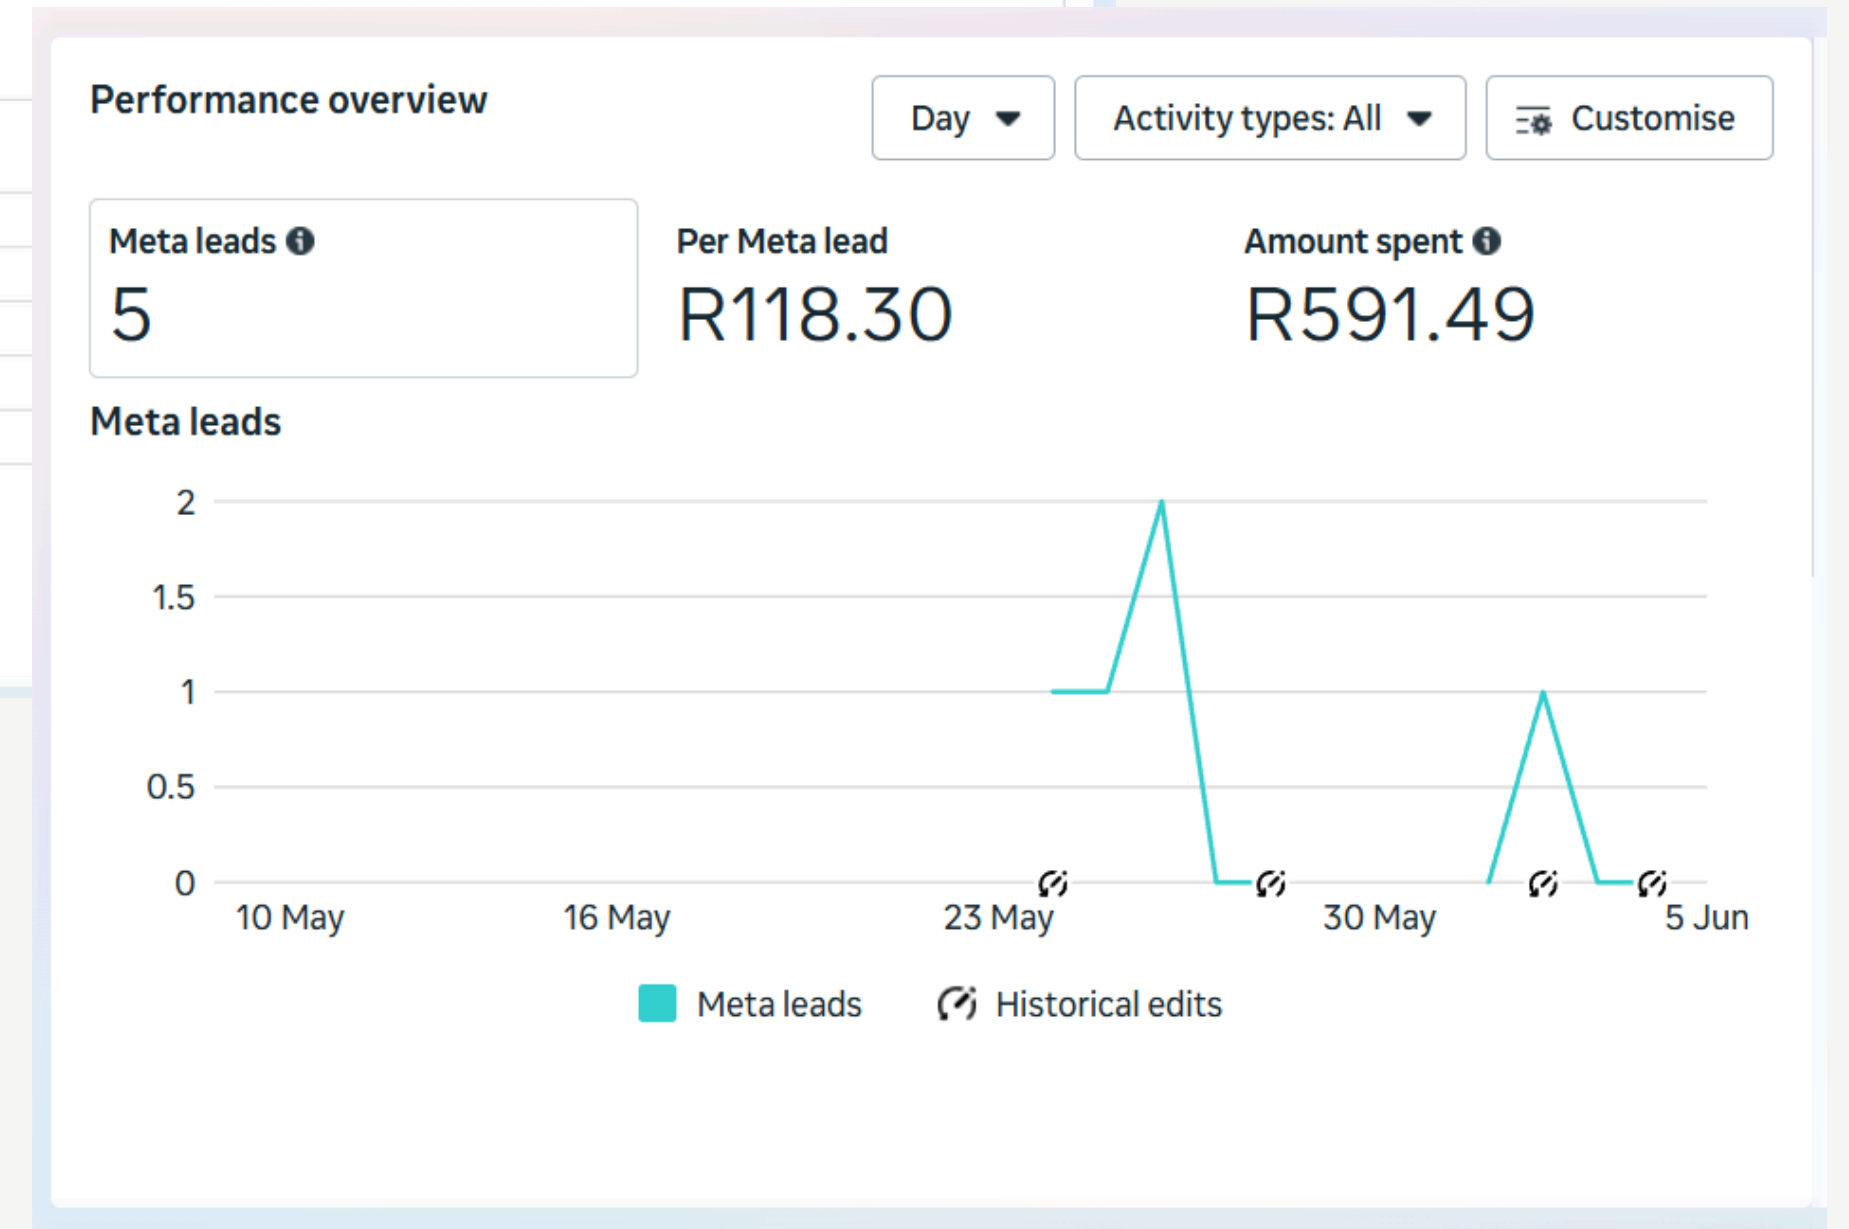 Performance overview
Day
Activity types: All
Customise
Meta leads
5
Per Meta lead
R118.30
Amount spent
R591.49
Meta leads
2
1.5
1
0.5
0
10 May
16 May
23 May
30 May
5 Jun
Meta leads
Historical edits